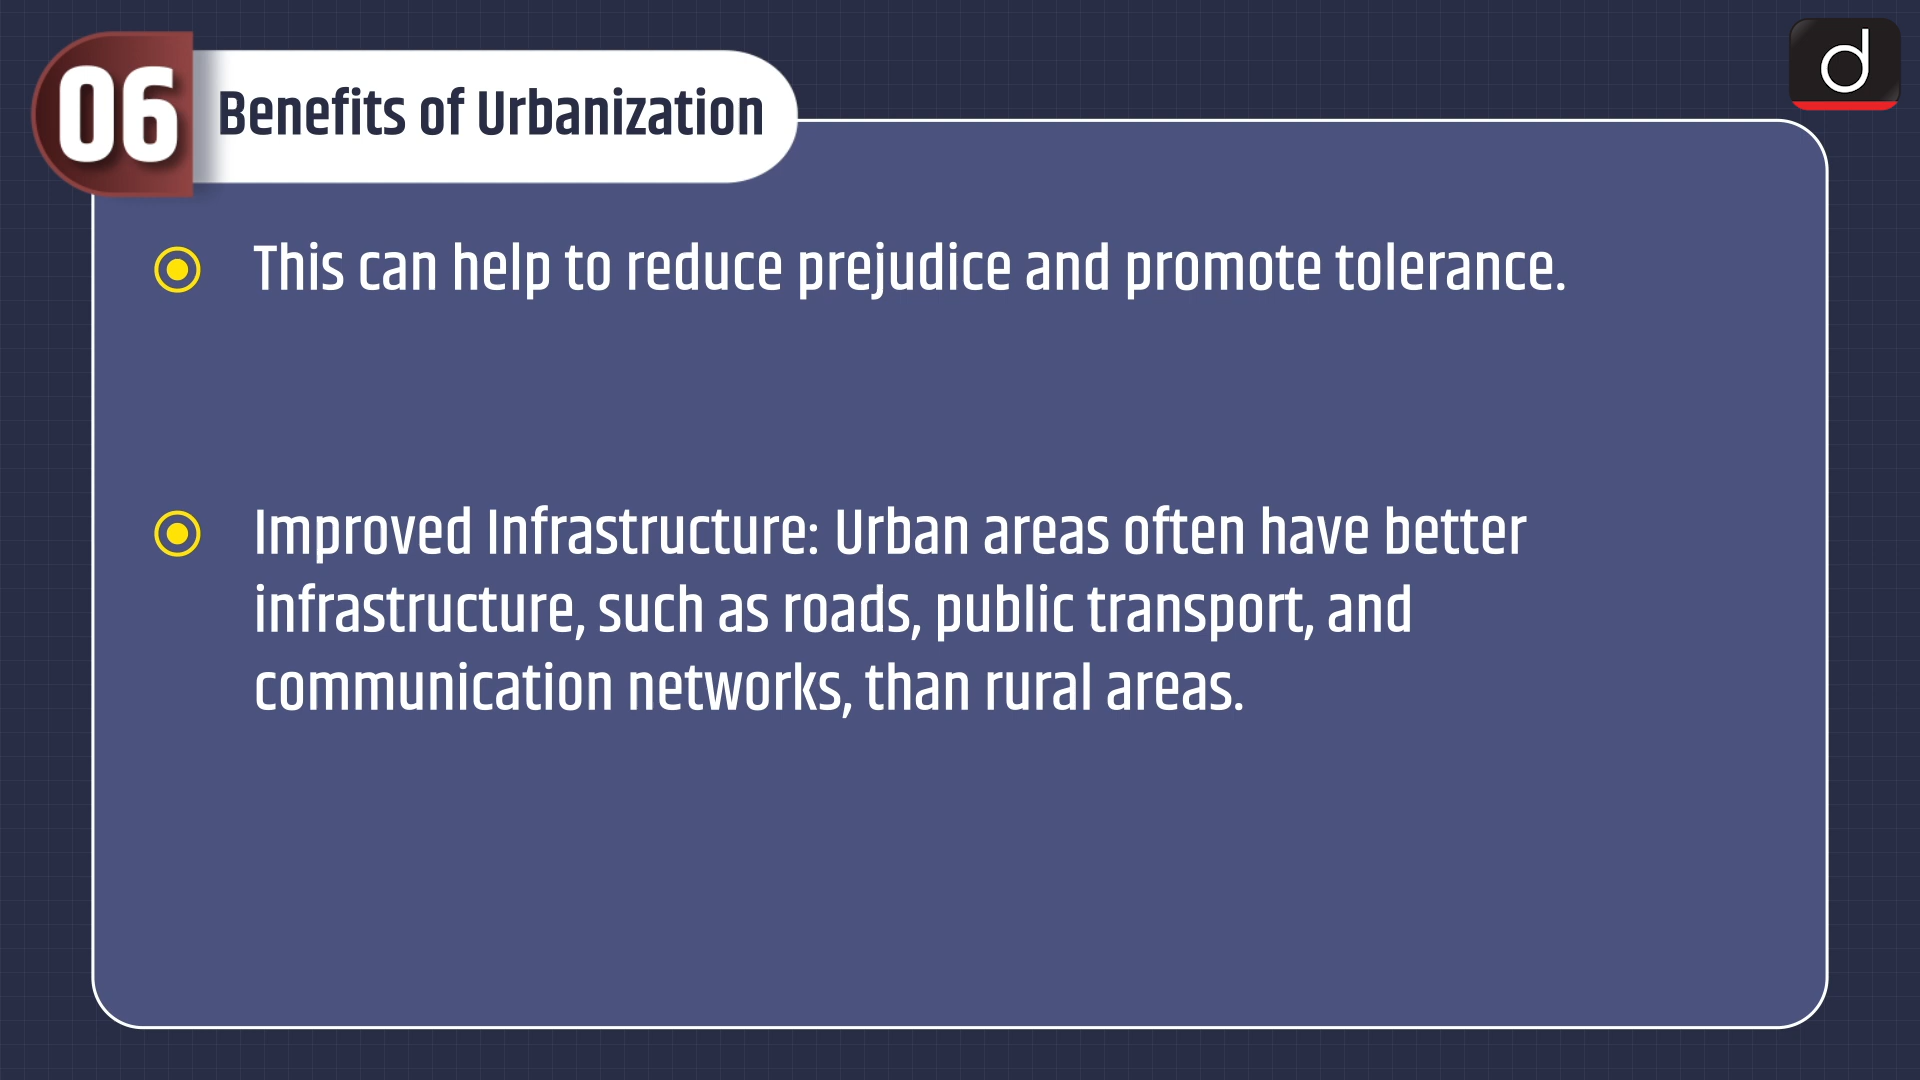 06
Benefits of Urbanization
d
This can help to reduce prejudice and promote tolerance.
Improved Infrastructure: Urban areas often have better
infrastructure, such as roads, public transport, and
communication networks, than rural areas.